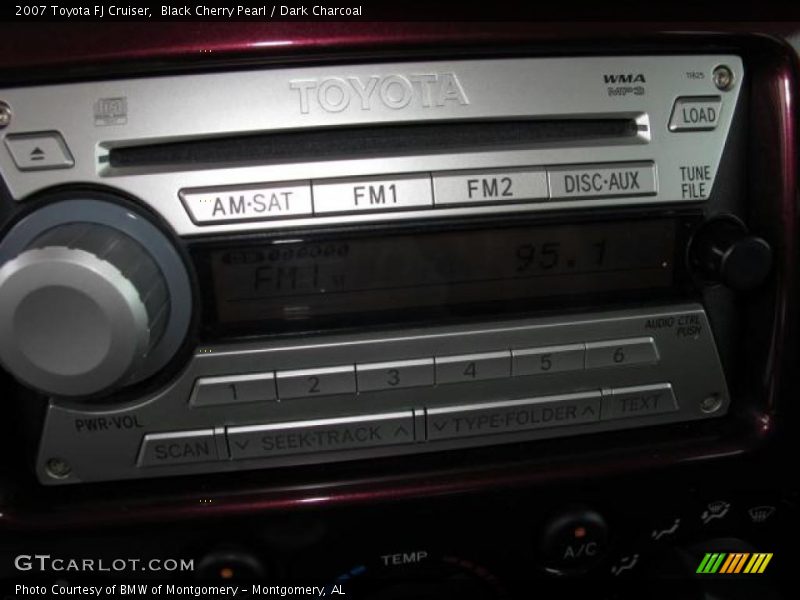 2007 Toyota FJ Cruiser, Black Cherry Pearl / Dark Charcoal
TOYOTA
WMA
MP3
11825
LOAD
AM·SAT FM1 FM2 DISC·AUX
TUNE
FILE
FM1 ST 95.1
AUDIO CTRL
PUSH
1 2 3 4 5 6
PWR·VOL
SCAN ∨ SEEK·TRACK ∧ ∨ TYPE·FOLDER ∧ TEXT
TEMP
A/C
GTCARLOT.COM
Photo Courtesy of BMW of Montgomery - Montgomery, AL